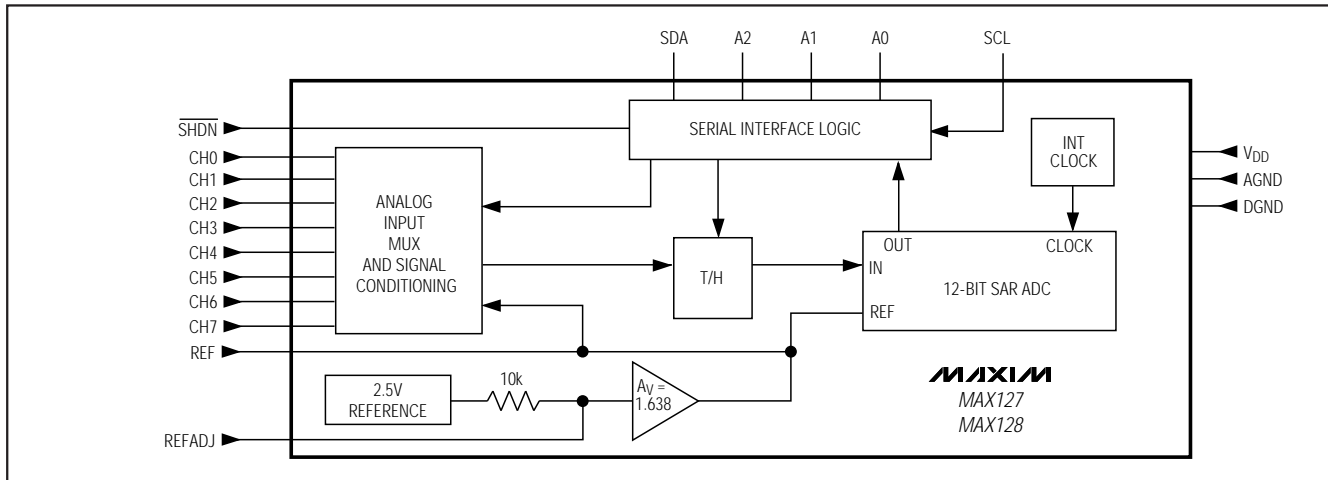 SDA A2 A1 A0 SCL
SHDN
SERIAL INTERFACE LOGIC
INT
CLOCK
VDD
AGND
DGND
CH0
CH1
CH2
CH3
CH4
CH5
CH6
CH7
REF
ANALOG
INPUT
MUX
AND SIGNAL
CONDITIONING
T/H
OUT CLOCK
IN
12-BIT SAR ADC
REF
2.5V
REFERENCE
10k
AV =
1.638
MAXIM
MAX127
MAX128
REFADJ